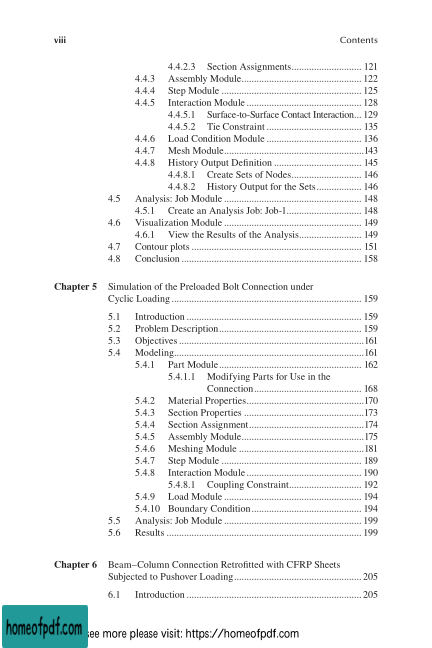 viii Contents
4.4.2.3 Section Assignments............................ 121
4.4.3 Assembly Module................................................ 122
4.4.4 Step Module ........................................................ 125
4.4.5 Interaction Module .............................................. 128
4.4.5.1 Surface-to-Surface Contact Interaction... 129
4.4.5.2 Tie Constraint ...................................... 135
4.4.6 Load Condition Module ...................................... 136
4.4.7 Mesh Module....................................................... 143
4.4.8 History Output Definition ................................... 145
4.4.8.1 Create Sets of Nodes............................ 146
4.4.8.2 History Output for the Sets.................. 146
4.5 Analysis: Job Module ....................................................... 148
4.5.1 Create an Analysis Job: Job-1.............................. 148
4.6 Visualization Module ....................................................... 149
4.6.1 View the Results of the Analysis......................... 149
4.7 Contour plots .................................................................... 151
4.8 Conclusion ........................................................................ 158
Chapter 5 Simulation of the Preloaded Bolt Connection under
Cyclic Loading ............................................................................ 159
5.1 Introduction ...................................................................... 159
5.2 Problem Description......................................................... 159
5.3 Objectives ......................................................................... 161
5.4 Modeling........................................................................... 161
5.4.1 Part Module......................................................... 162
5.4.1.1 Modifying Parts for Use in the
Connection........................................... 168
5.4.2 Material Properties............................................... 170
5.4.3 Section Properties ................................................ 173
5.4.4 Section Assignment.............................................. 174
5.4.5 Assembly Module................................................. 175
5.4.6 Meshing Module .................................................. 181
5.4.7 Step Module ........................................................ 189
5.4.8 Interaction Module............................................... 190
5.4.8.1 Coupling Constraint............................. 192
5.4.9 Load Module ....................................................... 194
5.4.10 Boundary Condition............................................. 194
5.5 Analysis: Job Module ....................................................... 199
5.6 Results .............................................................................. 199
Chapter 6 Beam–Column Connection Retrofitted with CFRP Sheets
Subjected to Pushover Loading................................................... 205
6.1 Introduction ...................................................................... 205
homeofpdf.com see more please visit: https://homeofpdf.com